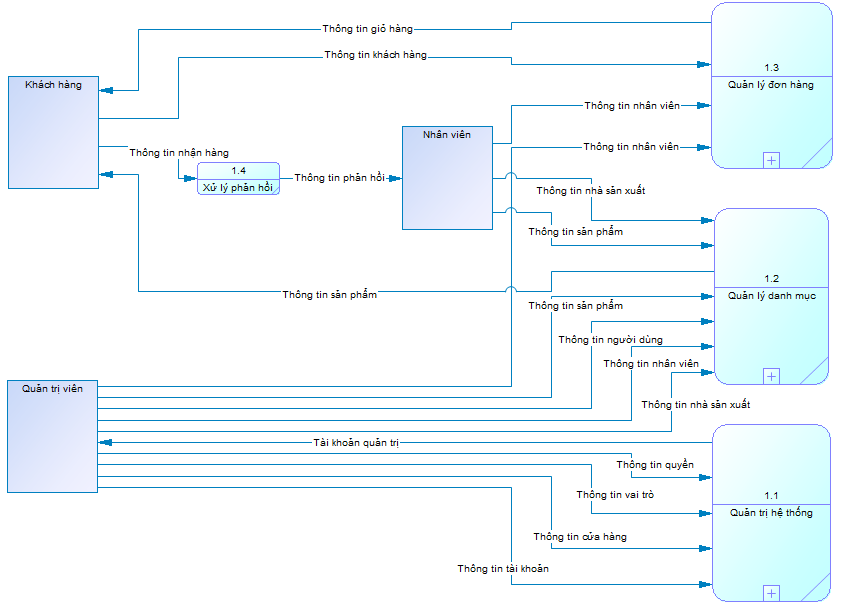 Thông tin giỏ hàng
Thông tin khách hàng
1.3
Khách hàng
Quản lý đơn hàng
Thông tin nhân viên
Nhân viên
Thông tin nhân viên
Thông tin nhận hàng
1.4
Thông tin phản hồi
Xử lý phản hồi
Thông tin nhà sản xuất
Thông tin sản phẩm
1.2
Thông tin sản phẩm
Quản lý danh mục
Thông tin sản phẩm
Thông tin người dùng
Thông tin nhân viên
Quản trị viên
Thông tin nhà sản xuất
Tài khoản quản trị
Thông tin quyền
Thông tin vai trò
1.1
Quản trị hệ thống
Thông tin cửa hàng
Thông tin tài khoản